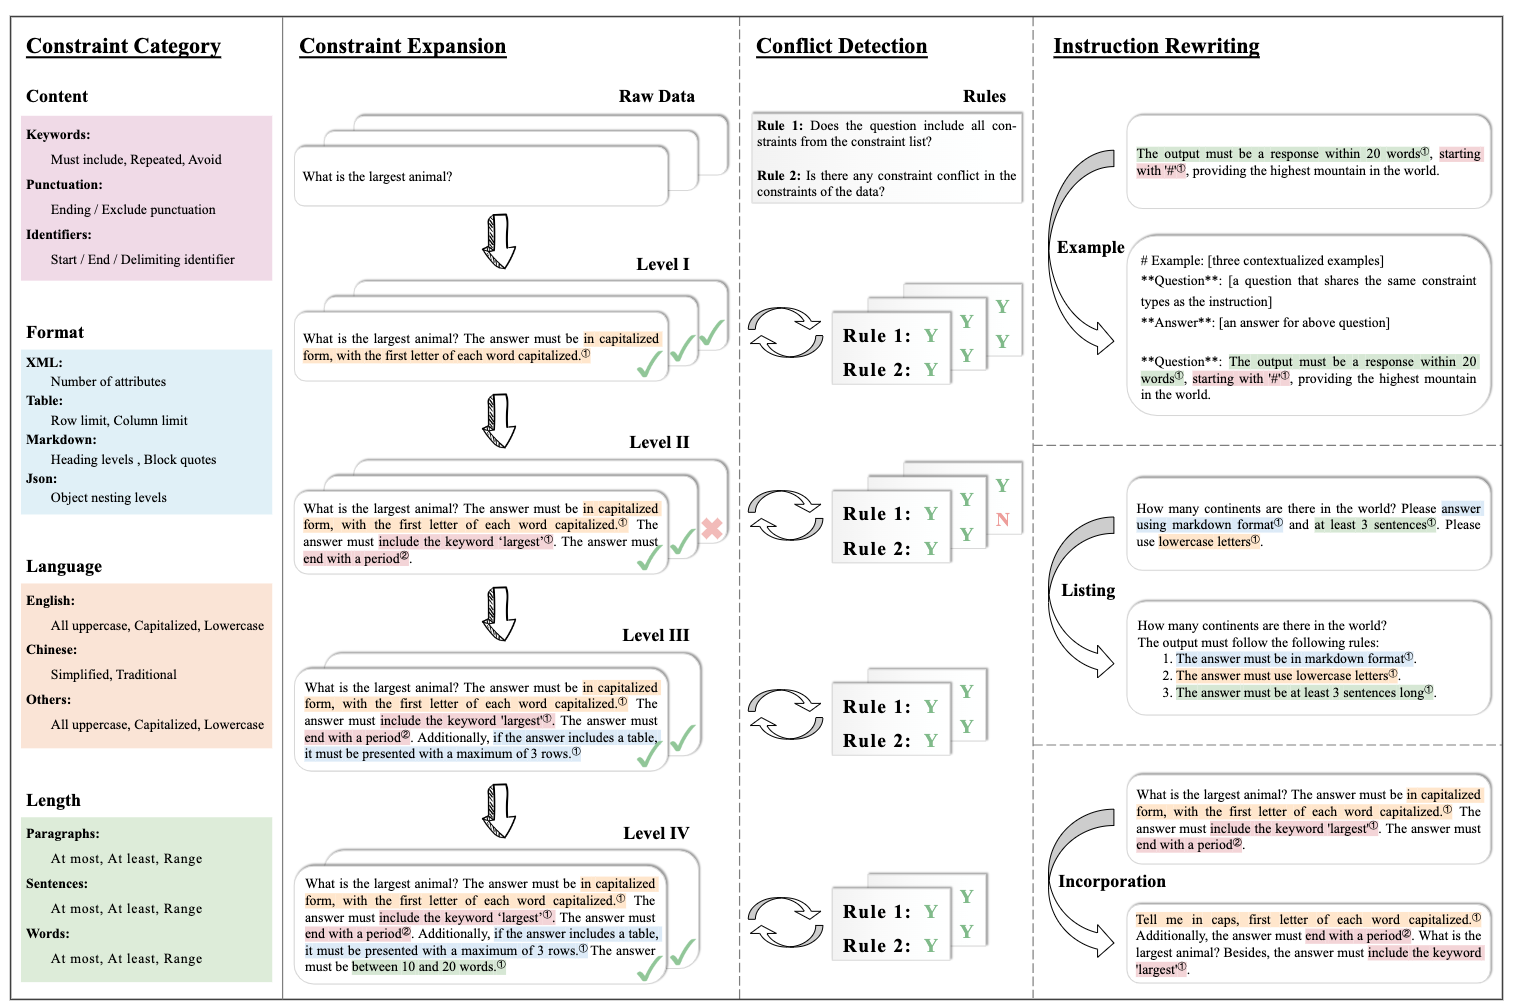 Constraint Category
Content
Keywords:
Must include, Repeated, Avoid
Punctuation:
Ending / Exclude punctuation
Identifiers:
Start / End / Delimiting identifier
Format
XML:
Number of attributes
Table:
Row limit, Column limit
Markdown:
Heading levels , Block quotes
Json:
Object nesting levels
Language
English:
All uppercase, Capitalized, Lowercase
Chinese:
Simplified, Traditional
Others:
All uppercase, Capitalized, Lowercase
Length
Paragraphs:
At most, At least, Range
Sentences:
At most, At least, Range
Words:
At most, At least, Range
Constraint Expansion
Raw Data
What is the largest animal?
Level I
What is the largest animal? The answer must be in capitalized
form, with the first letter of each word capitalized.①
Level II
What is the largest animal? The answer must be in capitalized
form, with the first letter of each word capitalized.① The
answer must include the keyword ‘largest’①. The answer must
end with a period②.
Level III
What is the largest animal? The answer must be in capitalized
form, with the first letter of each word capitalized.① The
answer must include the keyword 'largest'①. The answer must
end with a period②. Additionally, if the answer includes a table,
it must be presented with a maximum of 3 rows.①
Level IV
What is the largest animal? The answer must be in capitalized
form, with the first letter of each word capitalized.① The
answer must include the keyword ‘largest’①. The answer must
end with a period②. Additionally, if the answer includes a table,
it must be presented with a maximum of 3 rows.① The answer
must be between 10 and 20 words.①
Conflict Detection
Rules
Rule 1: Does the question include all con-
straints from the constraint list?
Rule 2: Is there any constraint conflict in the
constraints of the data?
Y
Y
Y
Y
Rule 1: Y
Rule 2: Y
Y
N
Y
Y
Rule 1: Y
Rule 2: Y
Y
Y
Rule 1: Y
Rule 2: Y
Y
Y
Rule 1: Y
Rule 2: Y
Instruction Rewriting
The output must be a response within 20 words①, starting
with '#'①, providing the highest mountain in the world.
Example
# Example: [three contextualized examples]
**Question**: [a question that shares the same constraint
types as the instruction]
**Answer**: [an answer for above question]
**Question**: The output must be a response within 20
words①, starting with '#'①, providing the highest mountain
in the world.
How many continents are there in the world? Please answer
using markdown format① and at least 3 sentences①. Please
use lowercase letters①.
Listing
How many continents are there in the world?
The output must follow the following rules:
1. The answer must be in markdown format①.
2. The answer must use lowercase letters①.
3. The answer must be at least 3 sentences long①.
What is the largest animal? The answer must be in capitalized
form, with the first letter of each word capitalized.① The
answer must include the keyword 'largest'①. The answer must
end with a period②.
Incorporation
Tell me in caps, first letter of each word capitalized.①
Additionally, the answer must end with a period②. What is the
largest animal? Besides, the answer must include the keyword
'largest'①.